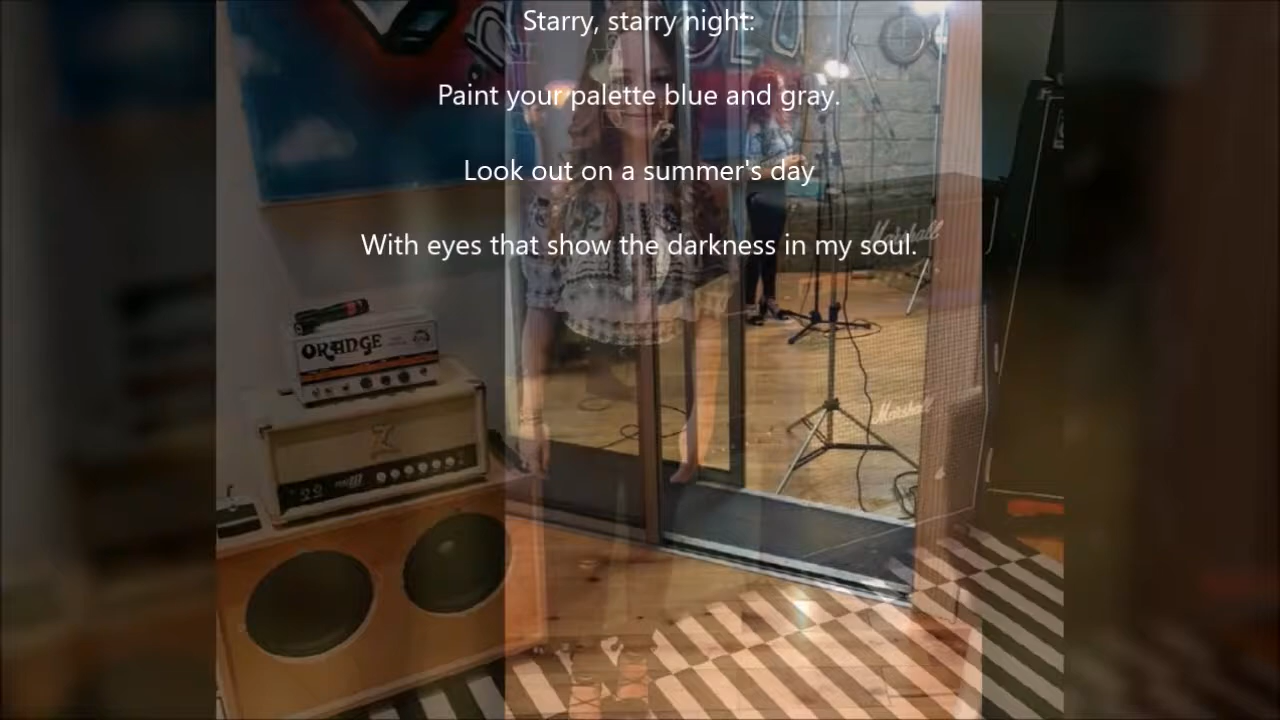 Starry, starry night:
Paint your palette blue and gray.
Look out on a summer's day
With eyes that show the darkness in my soul.
Marshall
ORANGE
Marshall